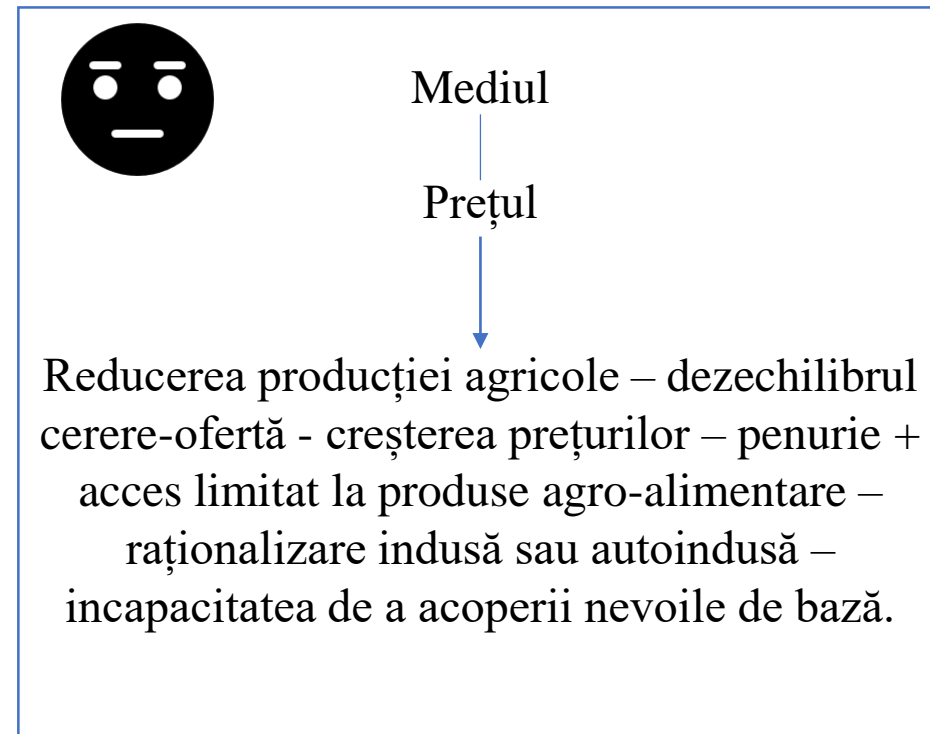 Mediul
Prețul
Reducerea producției agricole – dezechilibrul
cerere-ofertă - creșterea prețurilor – penurie +
acces limitat la produse agro-alimentare –
raționalizare indusă sau autoindusă –
incapacitatea de a acoperii nevoile de bază.